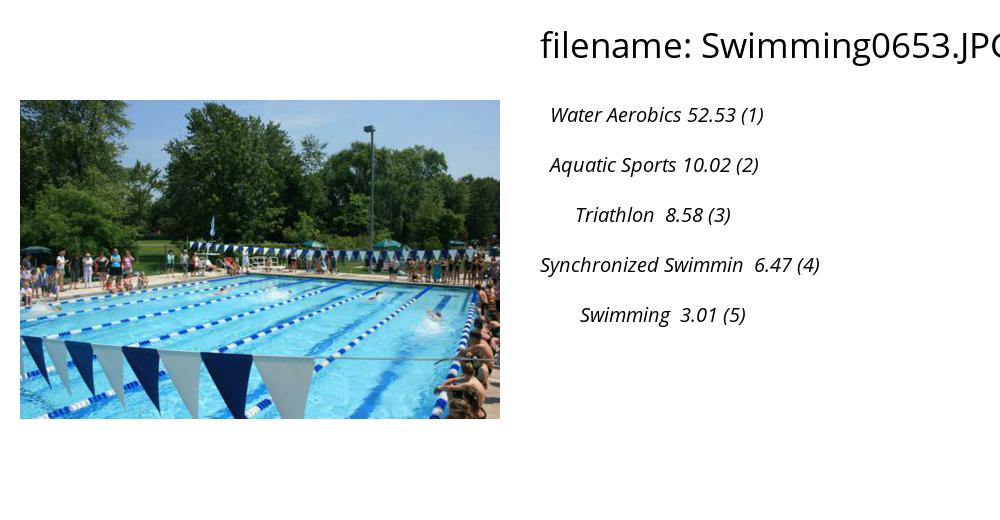 filename: Swimming0653.JPG
Water Aerobics 52.53 (1)
Aquatic Sports 10.02 (2)
Triathlon 8.58 (3)
Synchronized Swimmin 6.47 (4)
Swimming 3.01 (5)